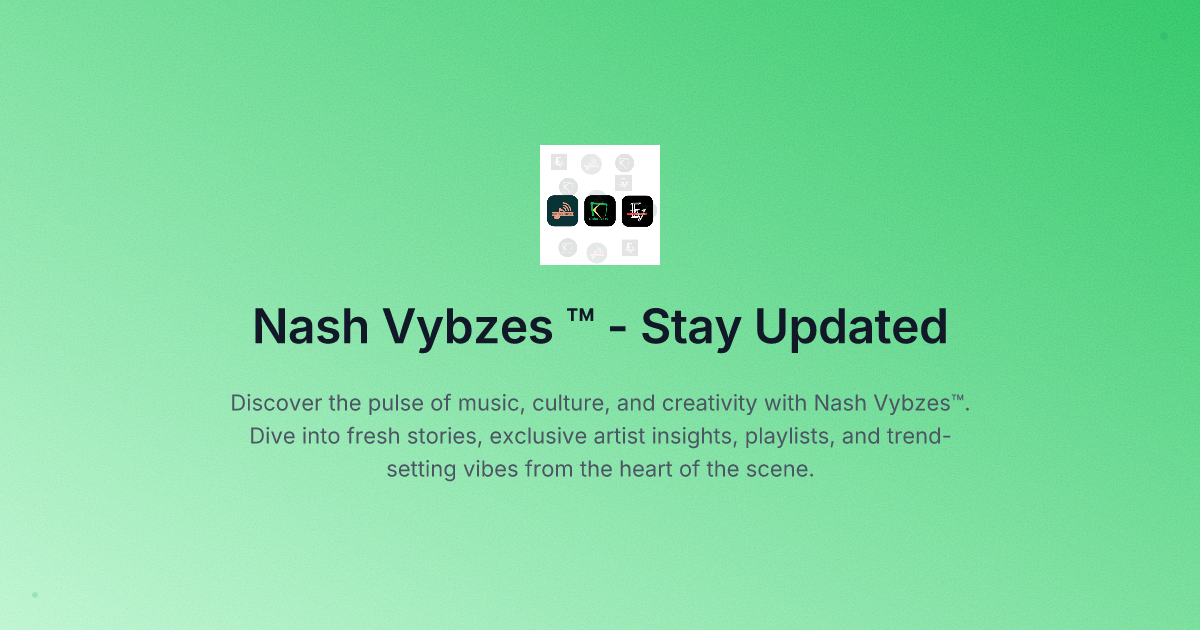 Nash Vybzes ™ - Stay Updated
Discover the pulse of music, culture, and creativity with Nash Vybzes™.
Dive into fresh stories, exclusive artist insights, playlists, and trend-
setting vibes from the heart of the scene.